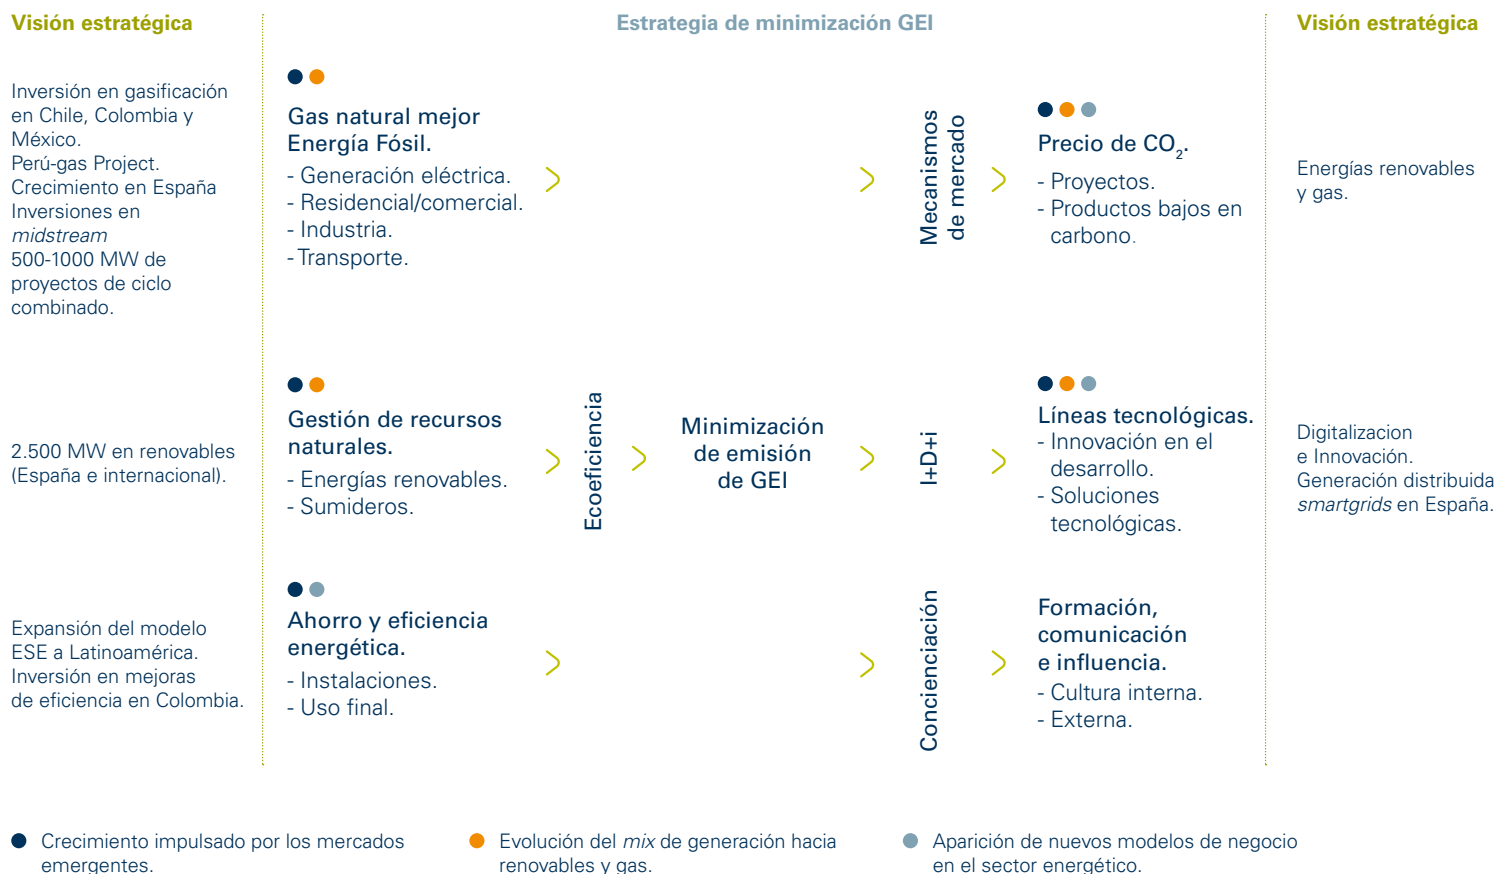 Visión estratégica
Estrategia de minimización GEI
Visión estratégica
Inversión en gasificación
en Chile, Colombia y
México.
Perú-gas Project.
Crecimiento en España
Inversiones en
midstream
500-1000 MW de
proyectos de ciclo
combinado.
Gas natural mejor
Energía Fósil.
- Generación eléctrica.
- Residencial/comercial.
- Industria.
- Transporte.
Mecanismos
de mercado
Precio de CO₂.
- Proyectos.
- Productos bajos en
carbono.
Energías renovables
y gas.
2.500 MW en renovables
(España e internacional).
Gestión de recursos
naturales.
- Energías renovables.
- Sumideros.
Ecoeficiencia
Minimización
de emisión
de GEI
I+D+i
Líneas tecnológicas.
- Innovación en el
desarrollo.
- Soluciones
tecnológicas.
Digitalizacion
e Innovación.
Generación distribuida
smartgrids en España.
Expansión del modelo
ESE a Latinoamérica.
Inversión en mejoras
de eficiencia en Colombia.
Ahorro y eficiencia
energética.
- Instalaciones.
- Uso final.
Concienciación
Formación,
comunicación
e influencia.
- Cultura interna.
- Externa.
Crecimiento impulsado por los mercados
emergentes.
Evolución del mix de generación hacia
renovables y gas.
Aparición de nuevos modelos de negocio
en el sector energético.